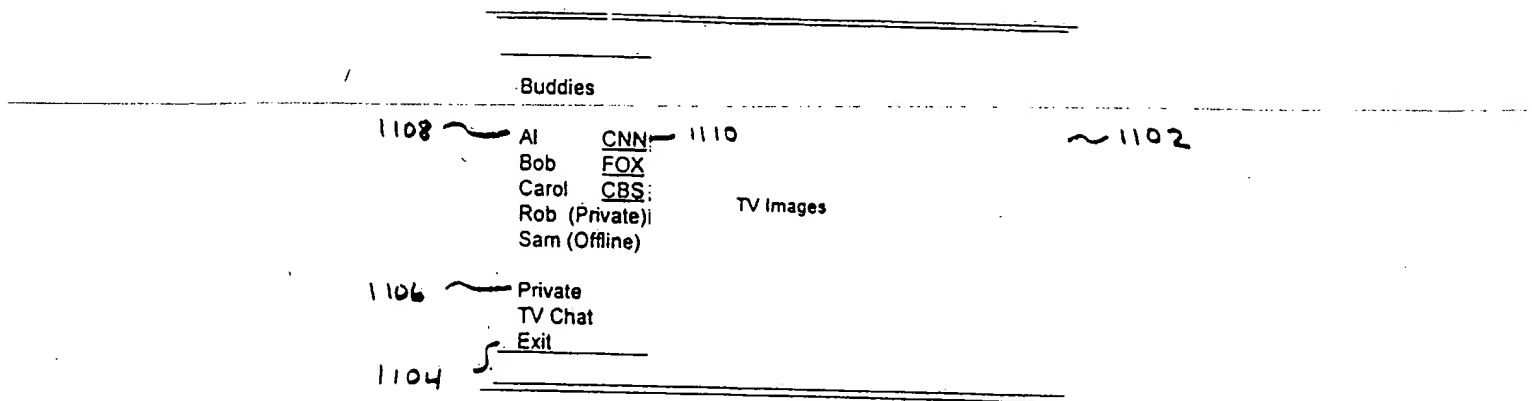 Buddies
1108 Al CNN 1110 1102
Bob FOX
Carol CBS
TV Images
Rob (Private)
Sam (Offline)
1106 Private
TV Chat
Exit
1104